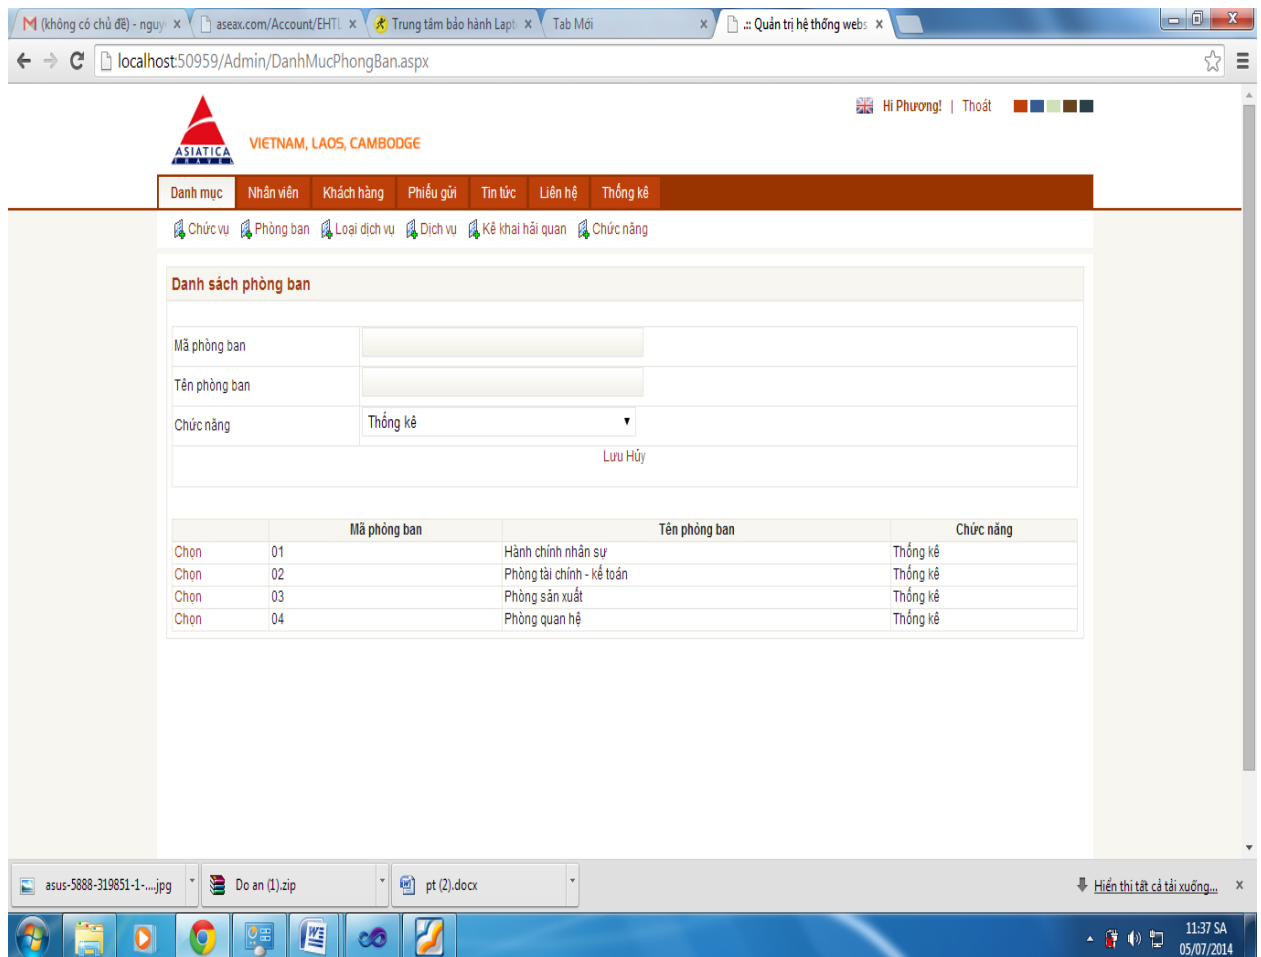 M (không có chủ đề) - nguy
aseax.com/Account/EHTL
Trung tâm bảo hành Lapt
Tab Mới
.:: Quản trị hệ thống webs
localhost:50959/Admin/DanhMucPhongBan.aspx
Hi Phương! | Thoát
ASIATICA
TRAVEL
VIETNAM, LAOS, CAMBODGE
Danh mục Nhân viên Khách hàng Phiếu gửi Tin tức Liên hệ Thống kê
Chức vụ Phòng ban Loại dịch vụ Dịch vụ Kê khai hải quan Chức năng
Danh sách phòng ban
Mã phòng ban
Tên phòng ban
Chức năng Thống kê
Lưu Hủy
Mã phòng ban Tên phòng ban Chức năng
Chọn 01 Hành chính nhân sự Thống kê
Chọn 02 Phòng tài chính - kế toán Thống kê
Chọn 03 Phòng sản xuất Thống kê
Chọn 04 Phòng quan hệ Thống kê
asus-5888-319851-1-....jpg Do an (1).zip pt (2).docx Hiển thị tất cả tải xuống...
11:37 SA
05/07/2014